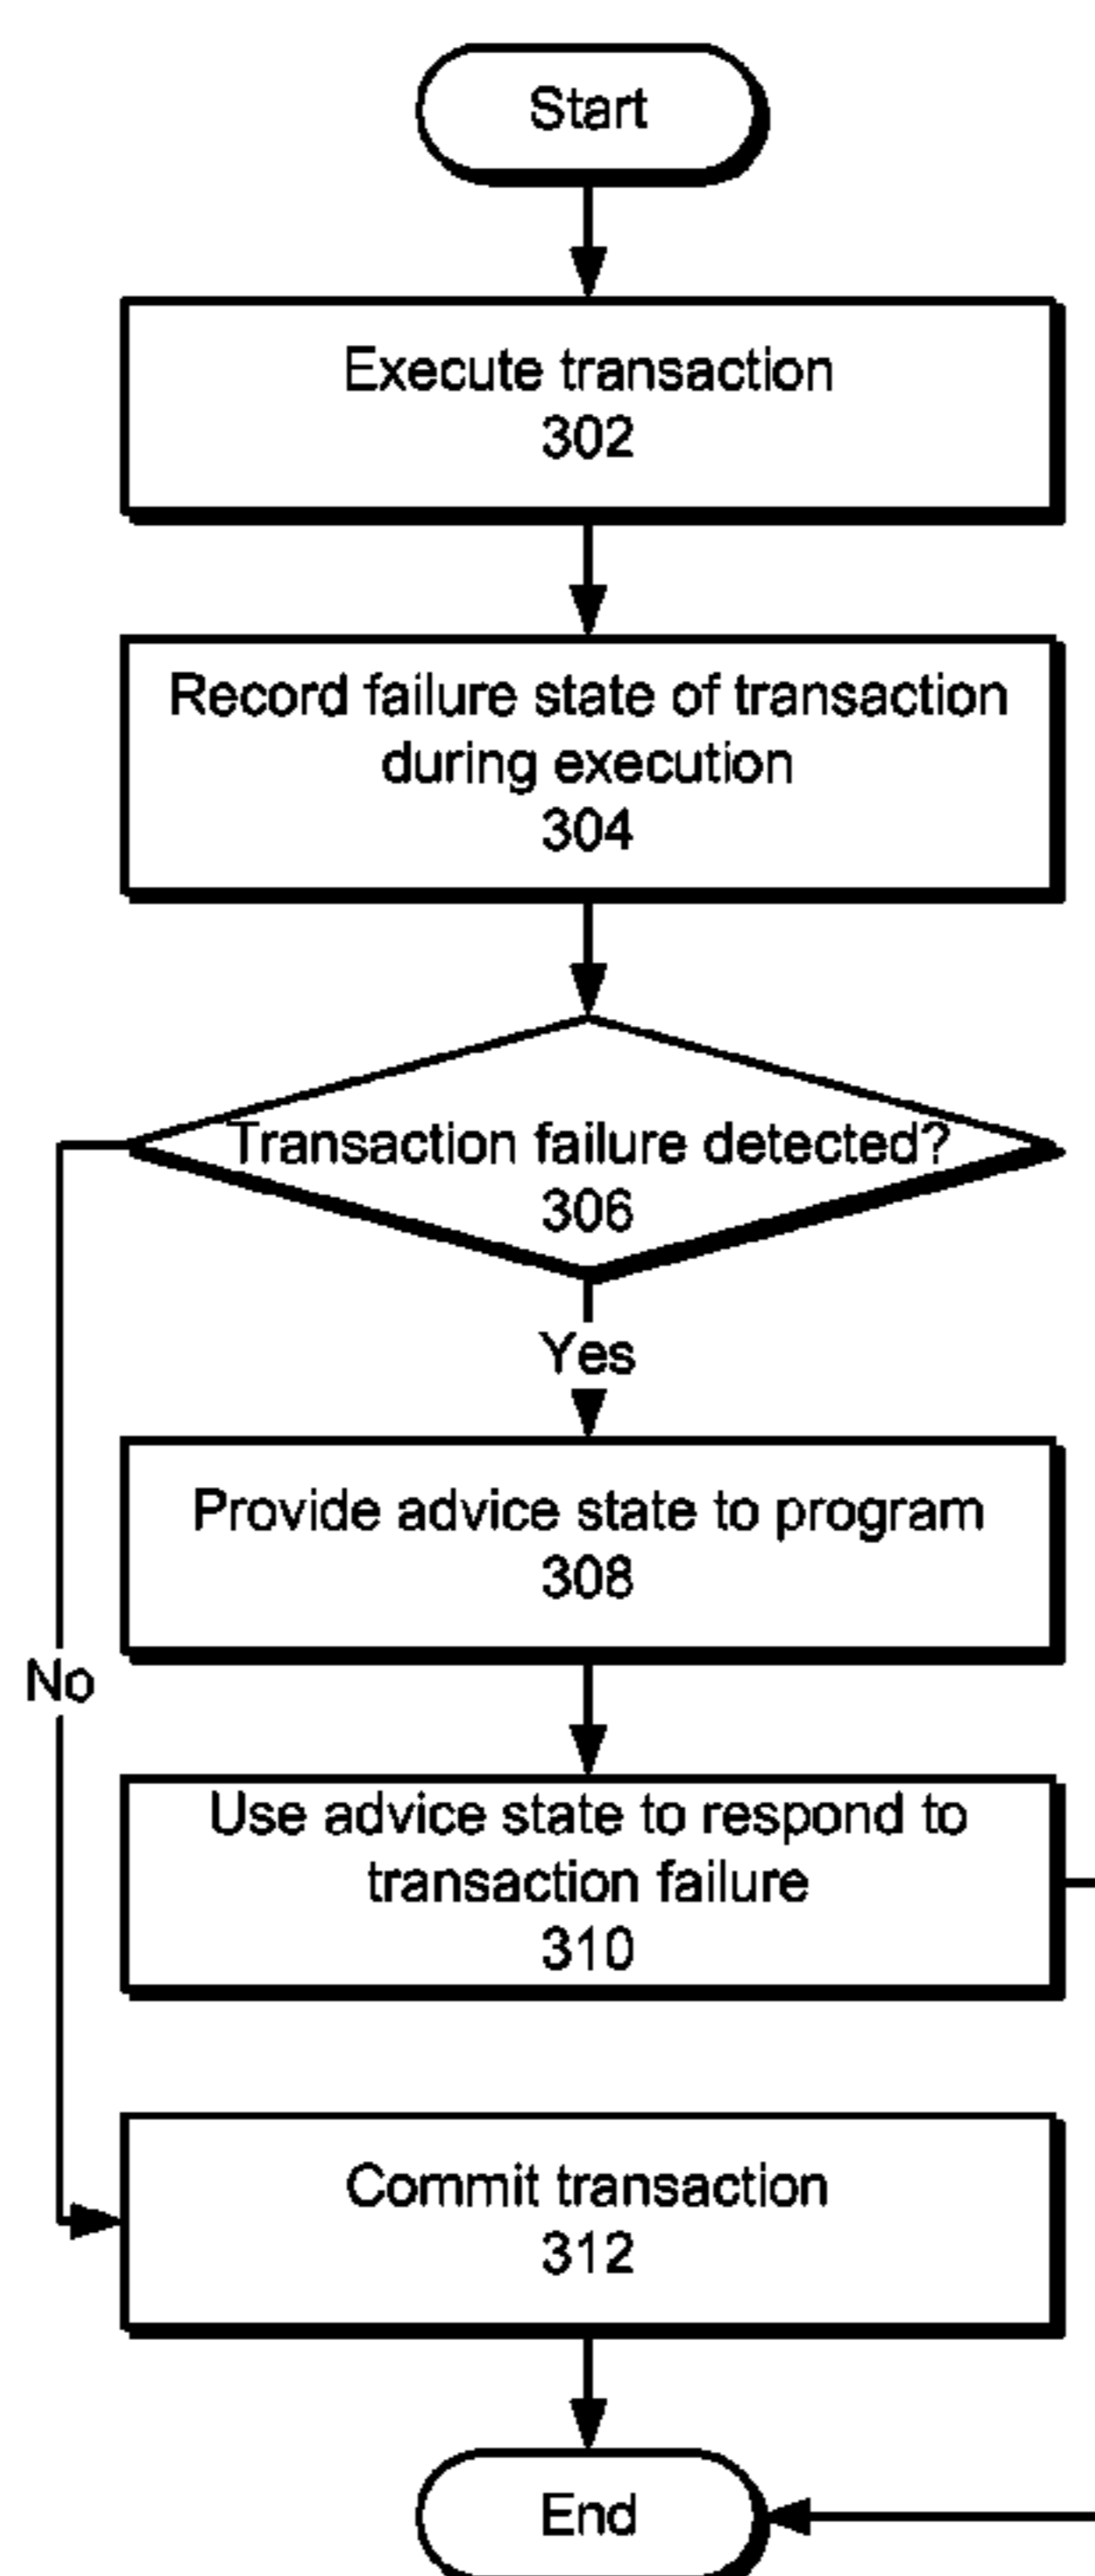 Start
Execute transaction
302
Record failure state of transaction
during execution
304
Transaction failure detected?
306
Yes
Provide advice state to program
308
No
Use advice state to respond to
transaction failure
310
Commit transaction
312
End